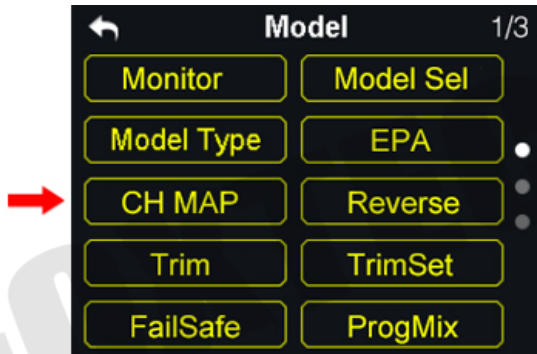 Model 1/3
Monitor Model Sel
Model Type EPA
CH MAP Reverse
Trim TrimSet
FailSafe ProgMix